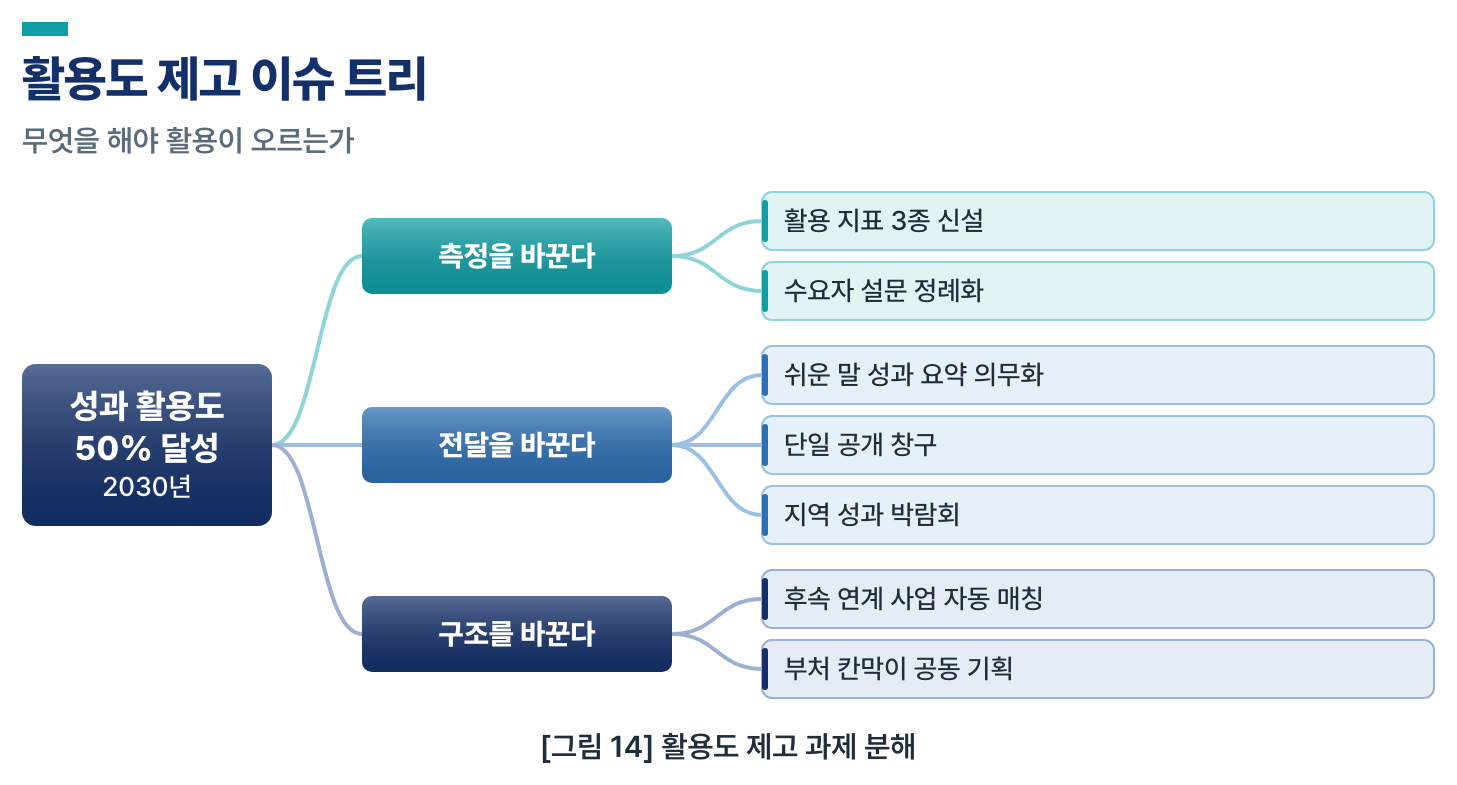 활용도 제고 이슈 트리
무엇을 해야 활용이 오르는가
성과 활용도
50% 달성
2030년
측정을 바꾼다
활용 지표 3종 신설
수요자 설문 정례화
전달을 바꾼다
쉬운 말 성과 요약 의무화
단일 공개 창구
지역 성과 박람회
구조를 바꾼다
후속 연계 사업 자동 매칭
부처 칸막이 공동 기획
[그림 14] 활용도 제고 과제 분해